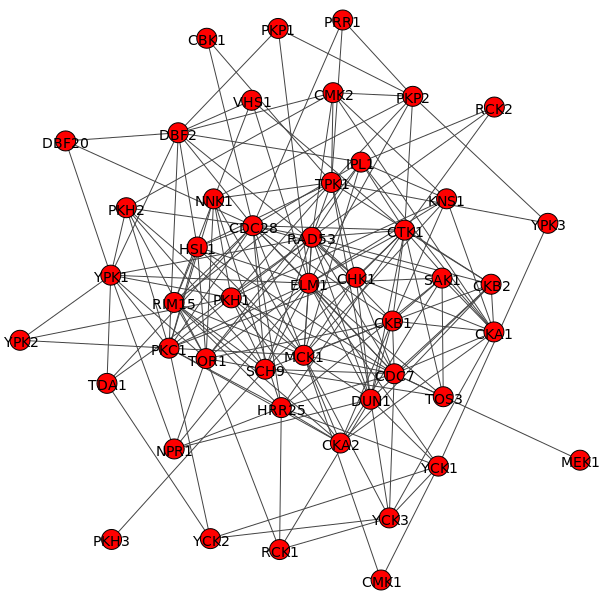 PRR1
PKP1
CBK1
CMK2
PKP2
VHS1
RCK2
DBF2
DBF20
IPL1
TPK1
NNK1
KNS1
PKH2
YPK3
CDC28
CTK1
RAD53
HSL1
YPK1
CHK1
SAK1
ELM1
CKB2
PKH1
RIM15
CKB1
CKA1
YPK2
PKC1
MCK1
TOR1
SCH9
CDC7
TDA1
TOS3
DUN1
HRR25
CKA2
NPR1
MEK1
YCK1
YCK3
PKH3
YCK2
RCK1
CMK1